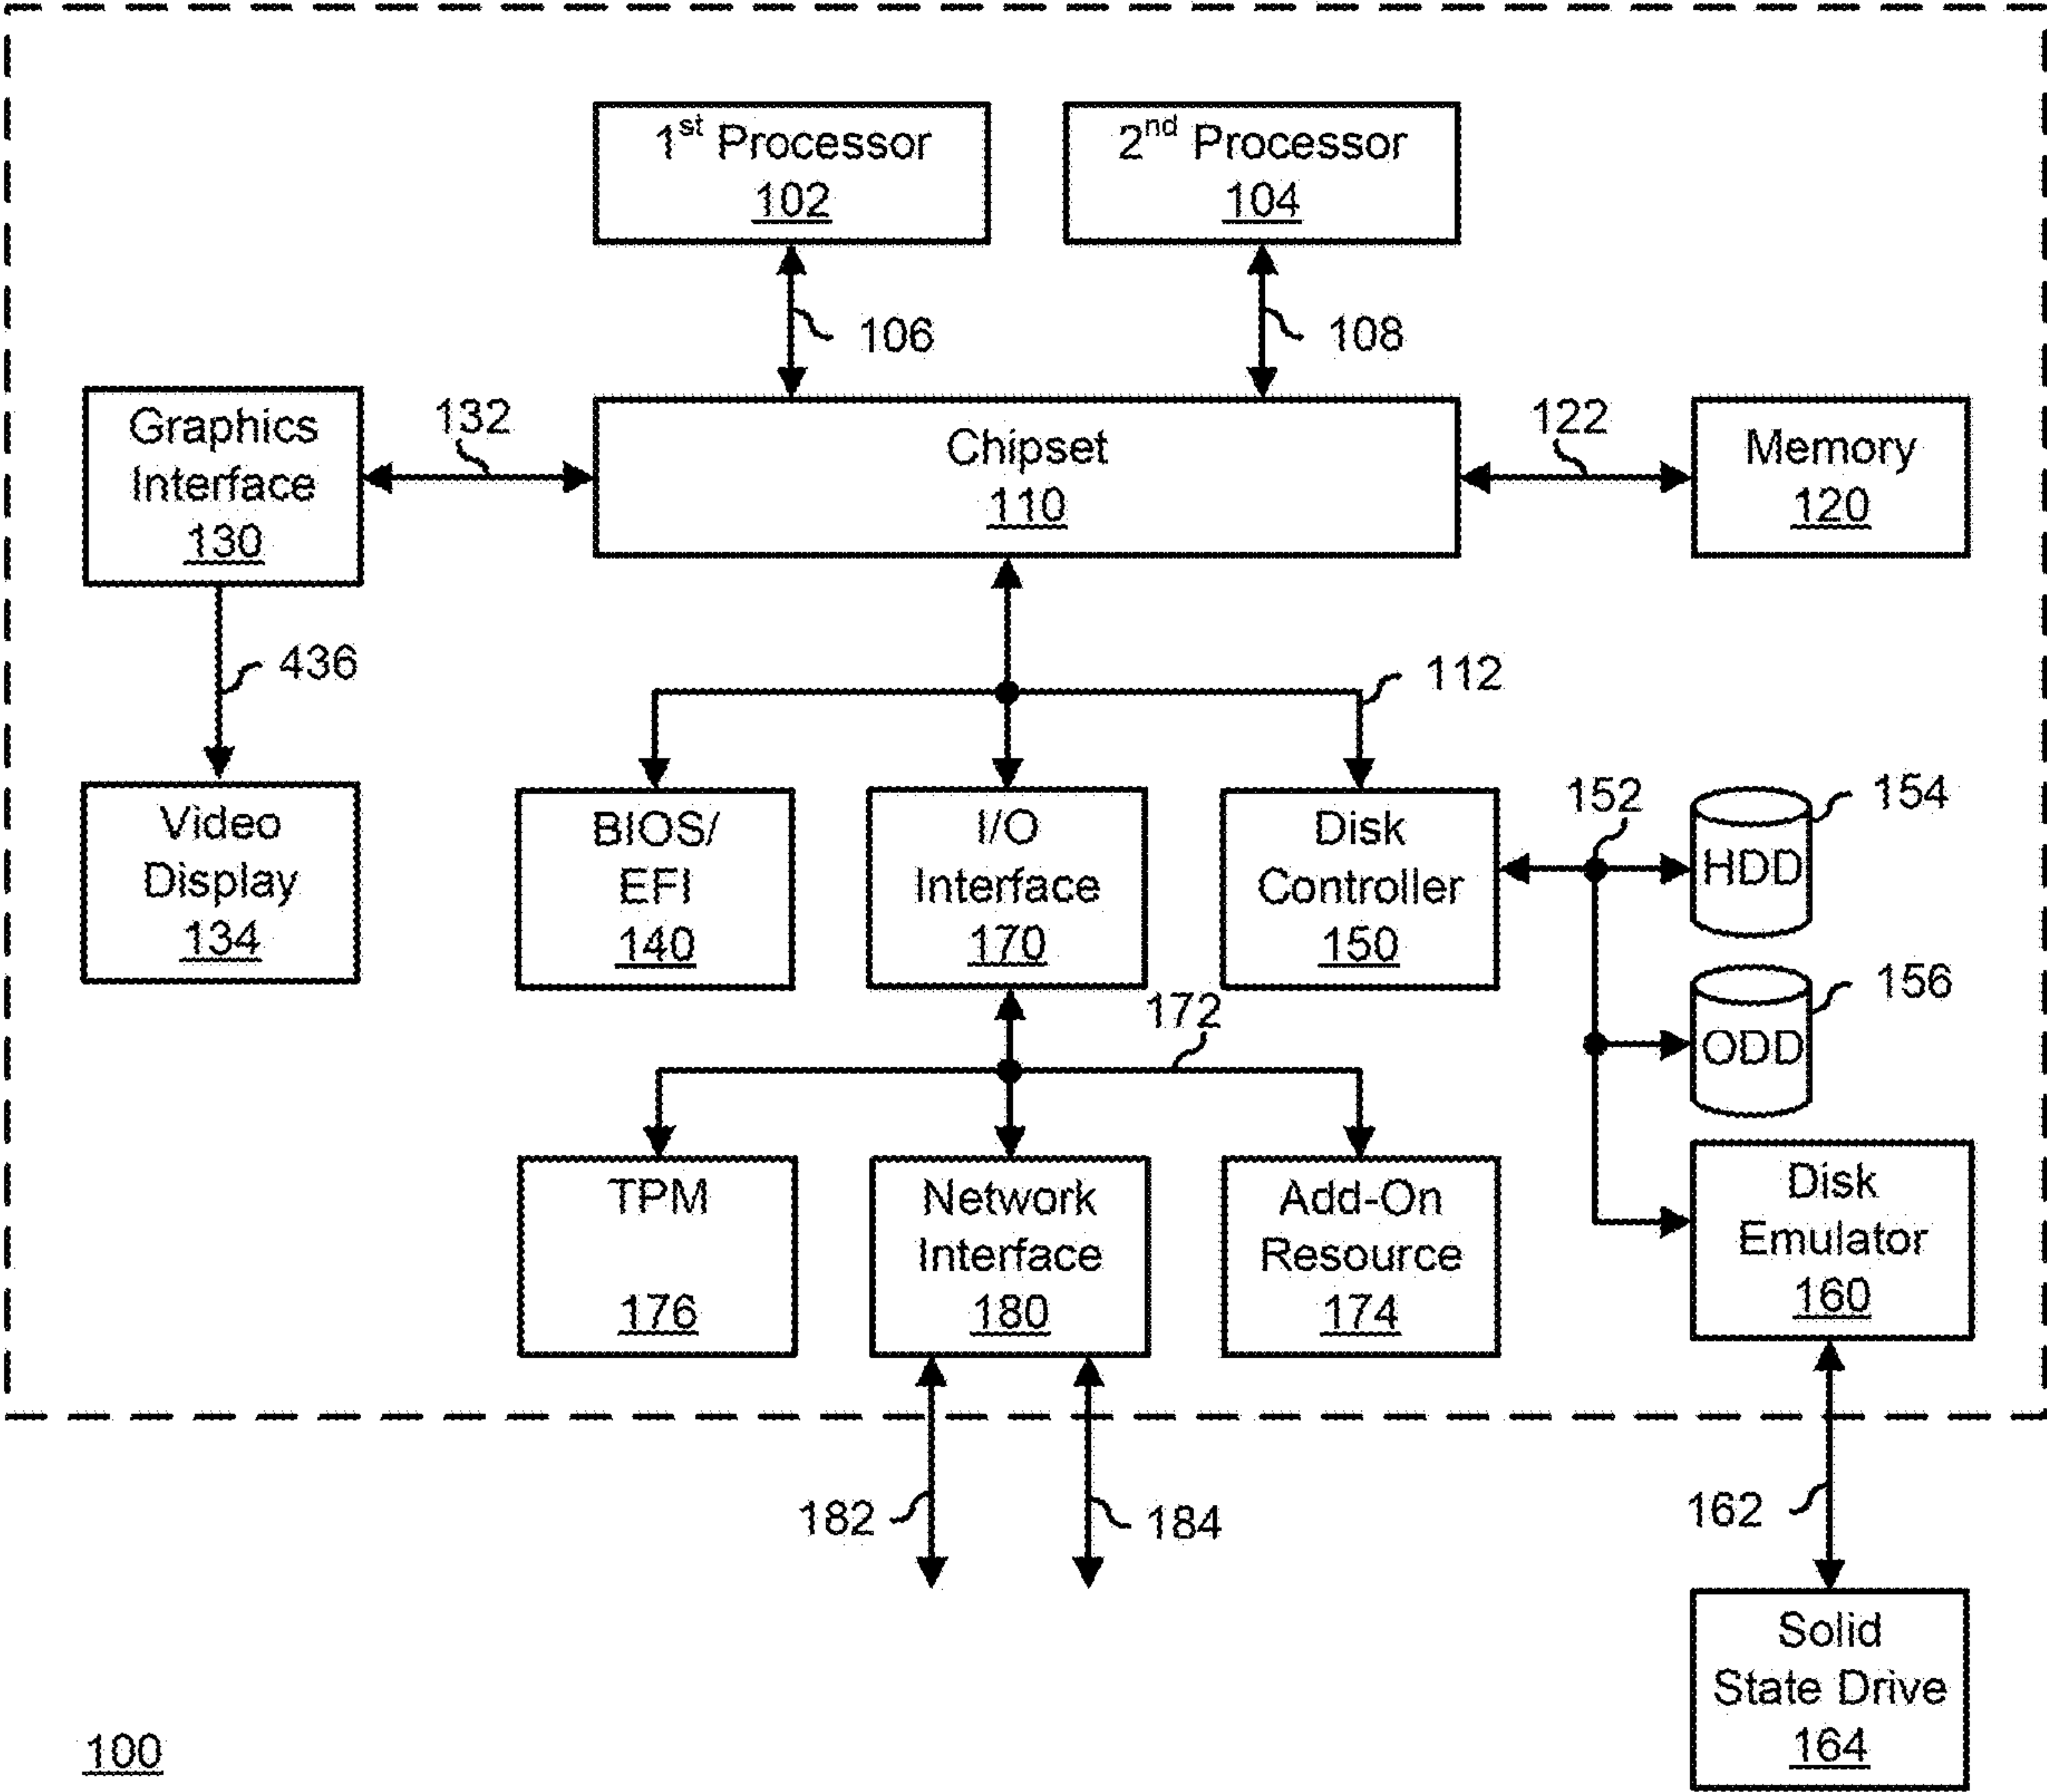 1st Processor
102
2nd Processor
104
106
108
Graphics
Interface
130
132
Chipset
110
122
Memory
120
436
112
Video
Display
134
BIOS/
EFI
140
I/O
Interface
170
Disk
Controller
150
152
HDD
154
ODD
156
172
TPM
176
Network
Interface
180
Add-On
Resource
174
Disk
Emulator
160
182
184
162
Solid
State Drive
164
100